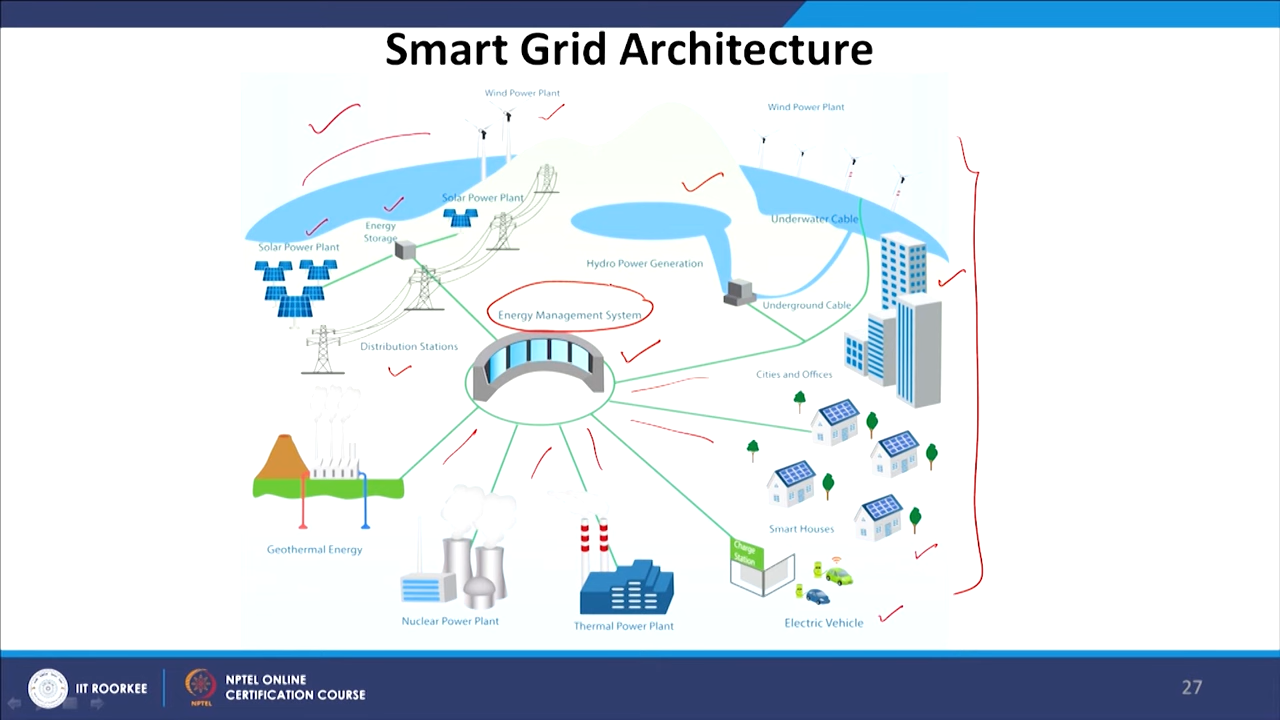 Smart Grid Architecture
Wind Power Plant
Wind Power Plant
Solar Power Plant
Energy
Storage
Solar Power Plant
Underwater Cable
Hydro Power Generation
Underground Cable
Energy Management System
Distribution Stations
Cities and Offices
Smart Houses
Geothermal Energy
Charge
Station
Nuclear Power Plant
Thermal Power Plant
Electric Vehicle
IIT ROORKEE
NPTEL
NPTEL ONLINE
CERTIFICATION COURSE
27